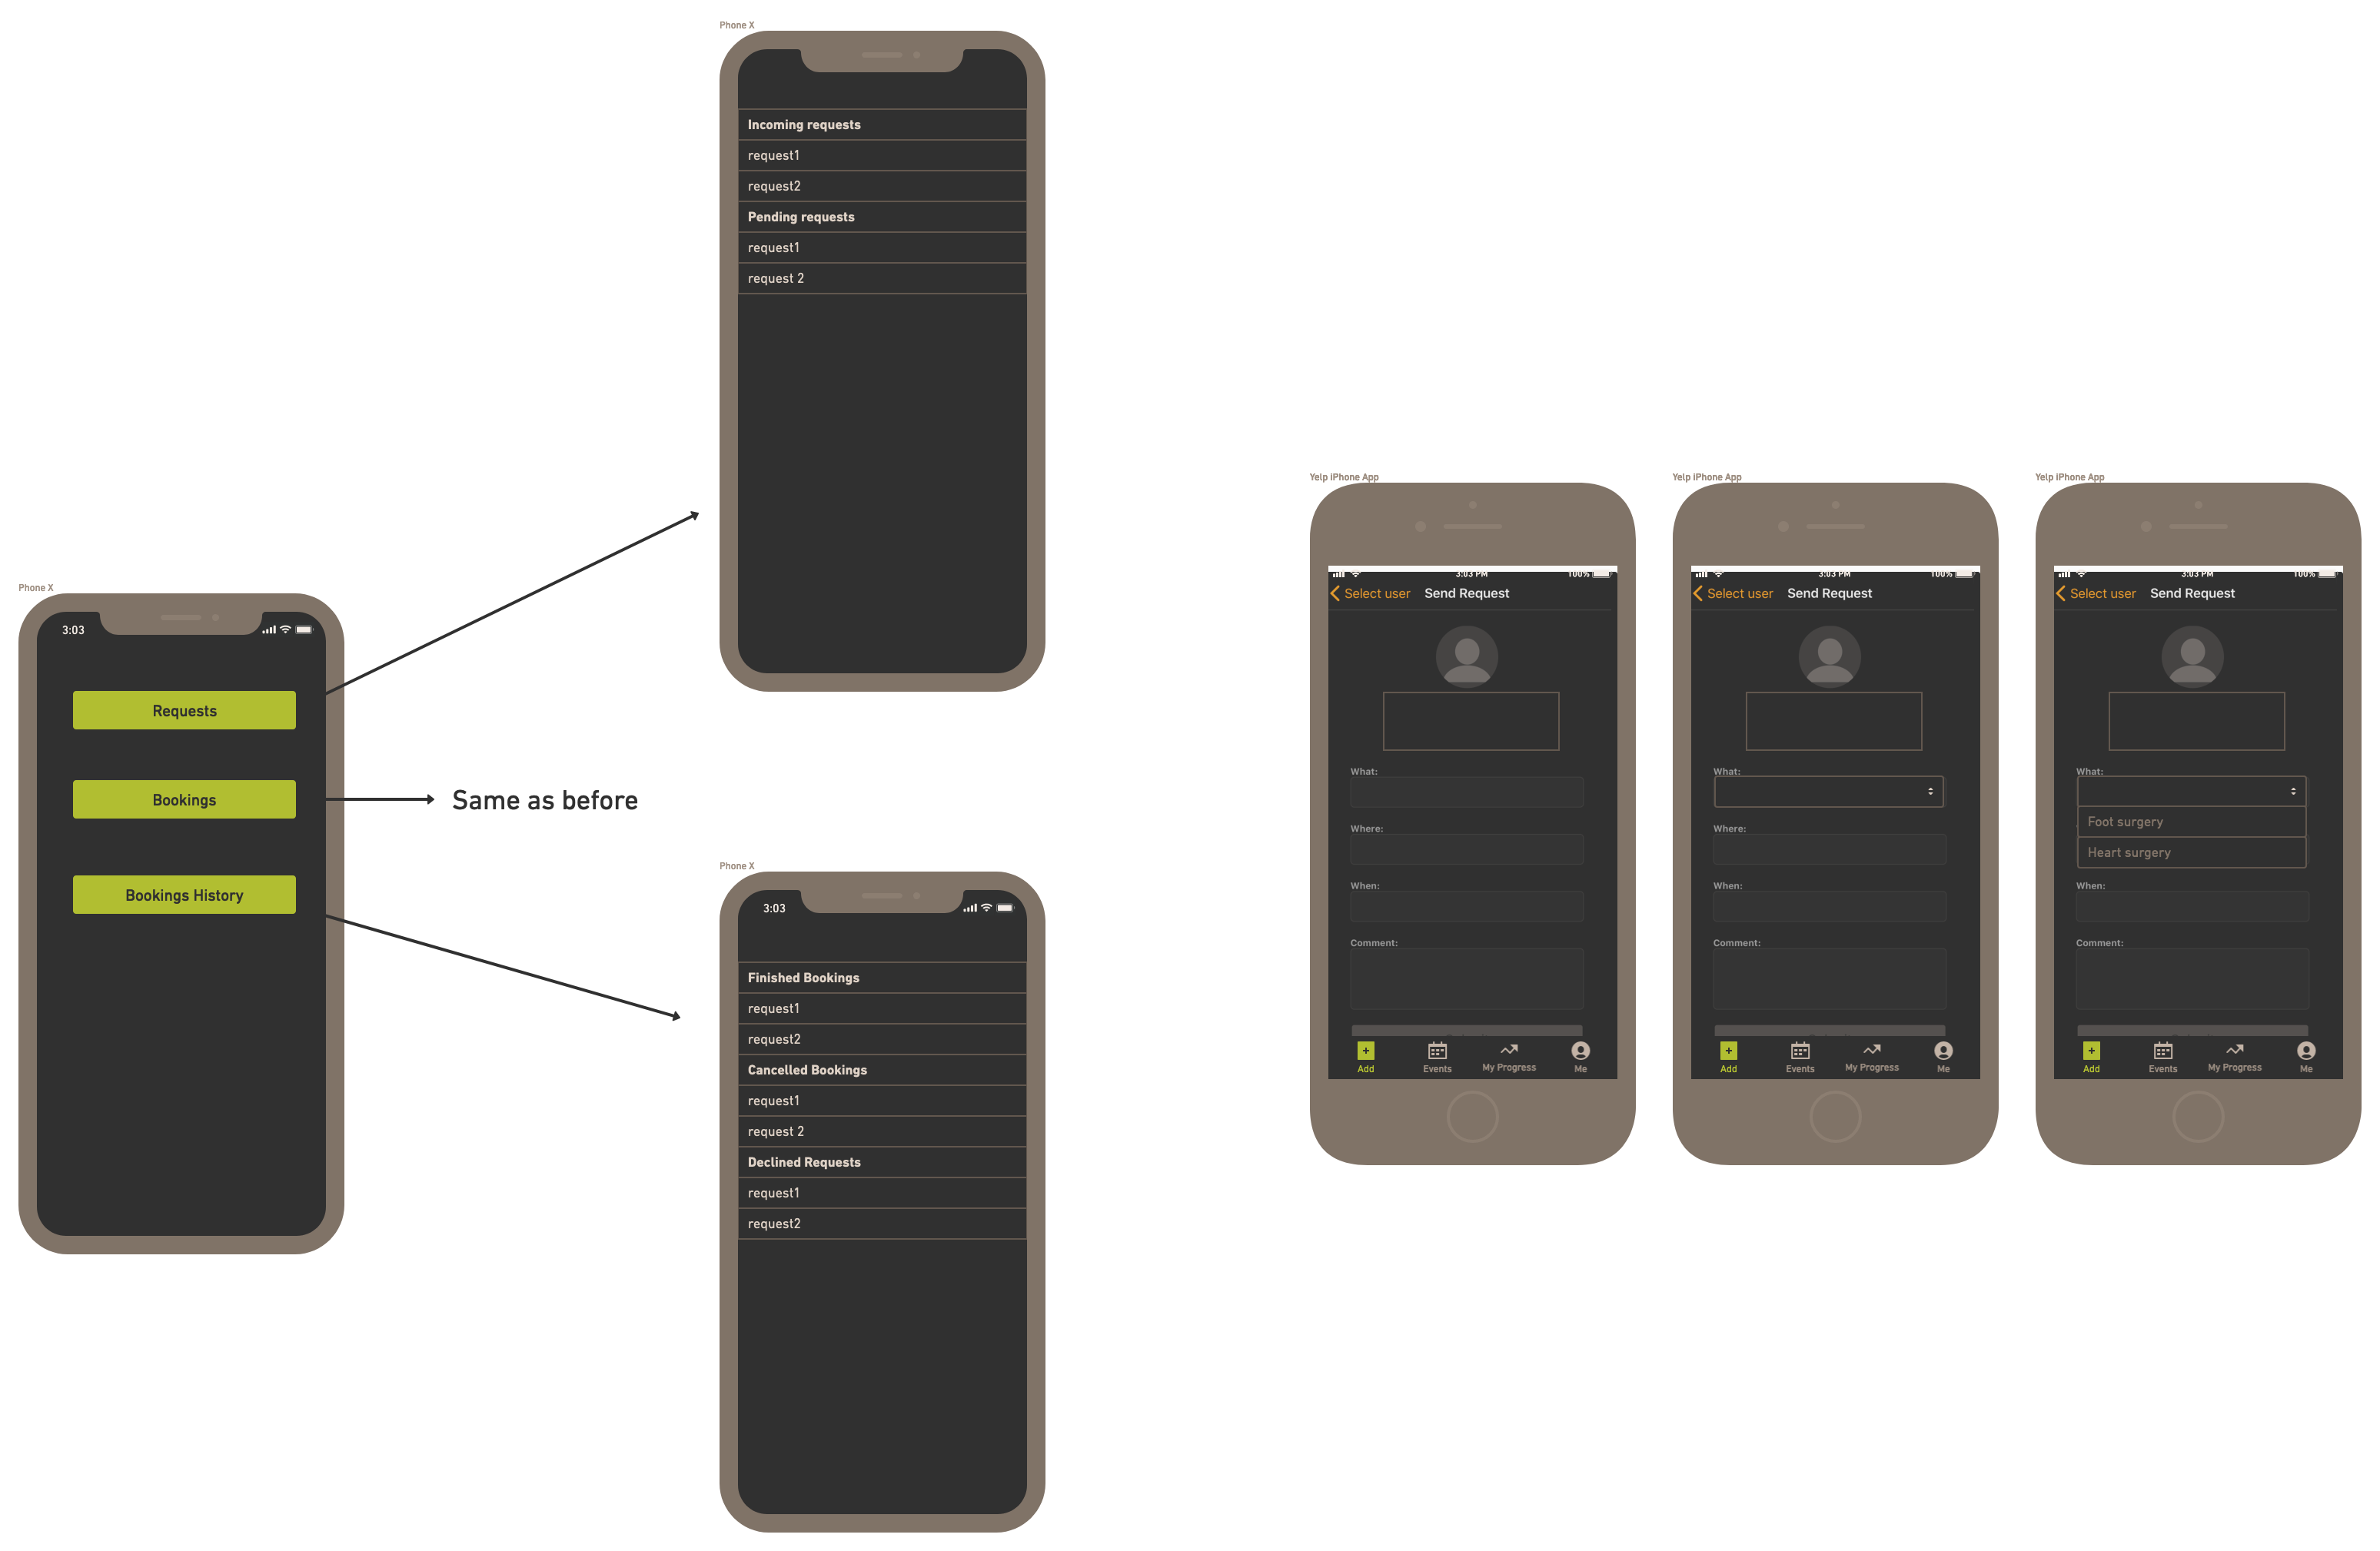 Phone X
Incoming requests
request1
request2
Pending requests
request1
request 2
Phone X
3:03
Requests
Bookings
Bookings History
Same as before
Phone X
3:03
Finished Bookings
request1
request2
Cancelled Bookings
request1
request 2
Declined Requests
request1
request2
Yelp iPhone App
3:03 PM
100%
Select user
Send Request
What:
Where:
When:
Comment:
Add
Events
My Progress
Me
Yelp iPhone App
3:03 PM
100%
Select user
Send Request
What:
Where:
When:
Comment:
Add
Events
My Progress
Me
Yelp iPhone App
3:03 PM
100%
Select user
Send Request
What:
Foot surgery
Heart surgery
When:
Comment:
Add
Events
My Progress
Me